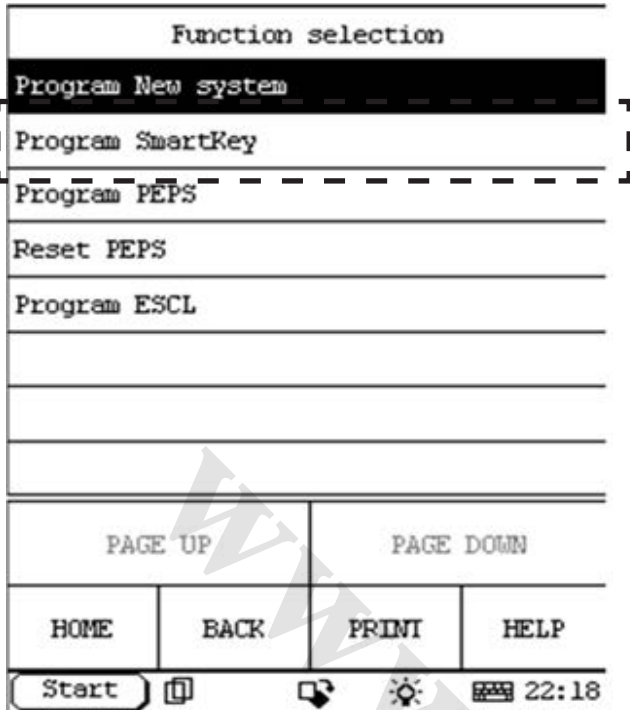 Function selection
Program New system
Program SmartKey
Program PEPS
Reset PEPS
Program ESCL
PAGE UP PAGE DOWN
HOME BACK PRINT HELP
Start 22:18